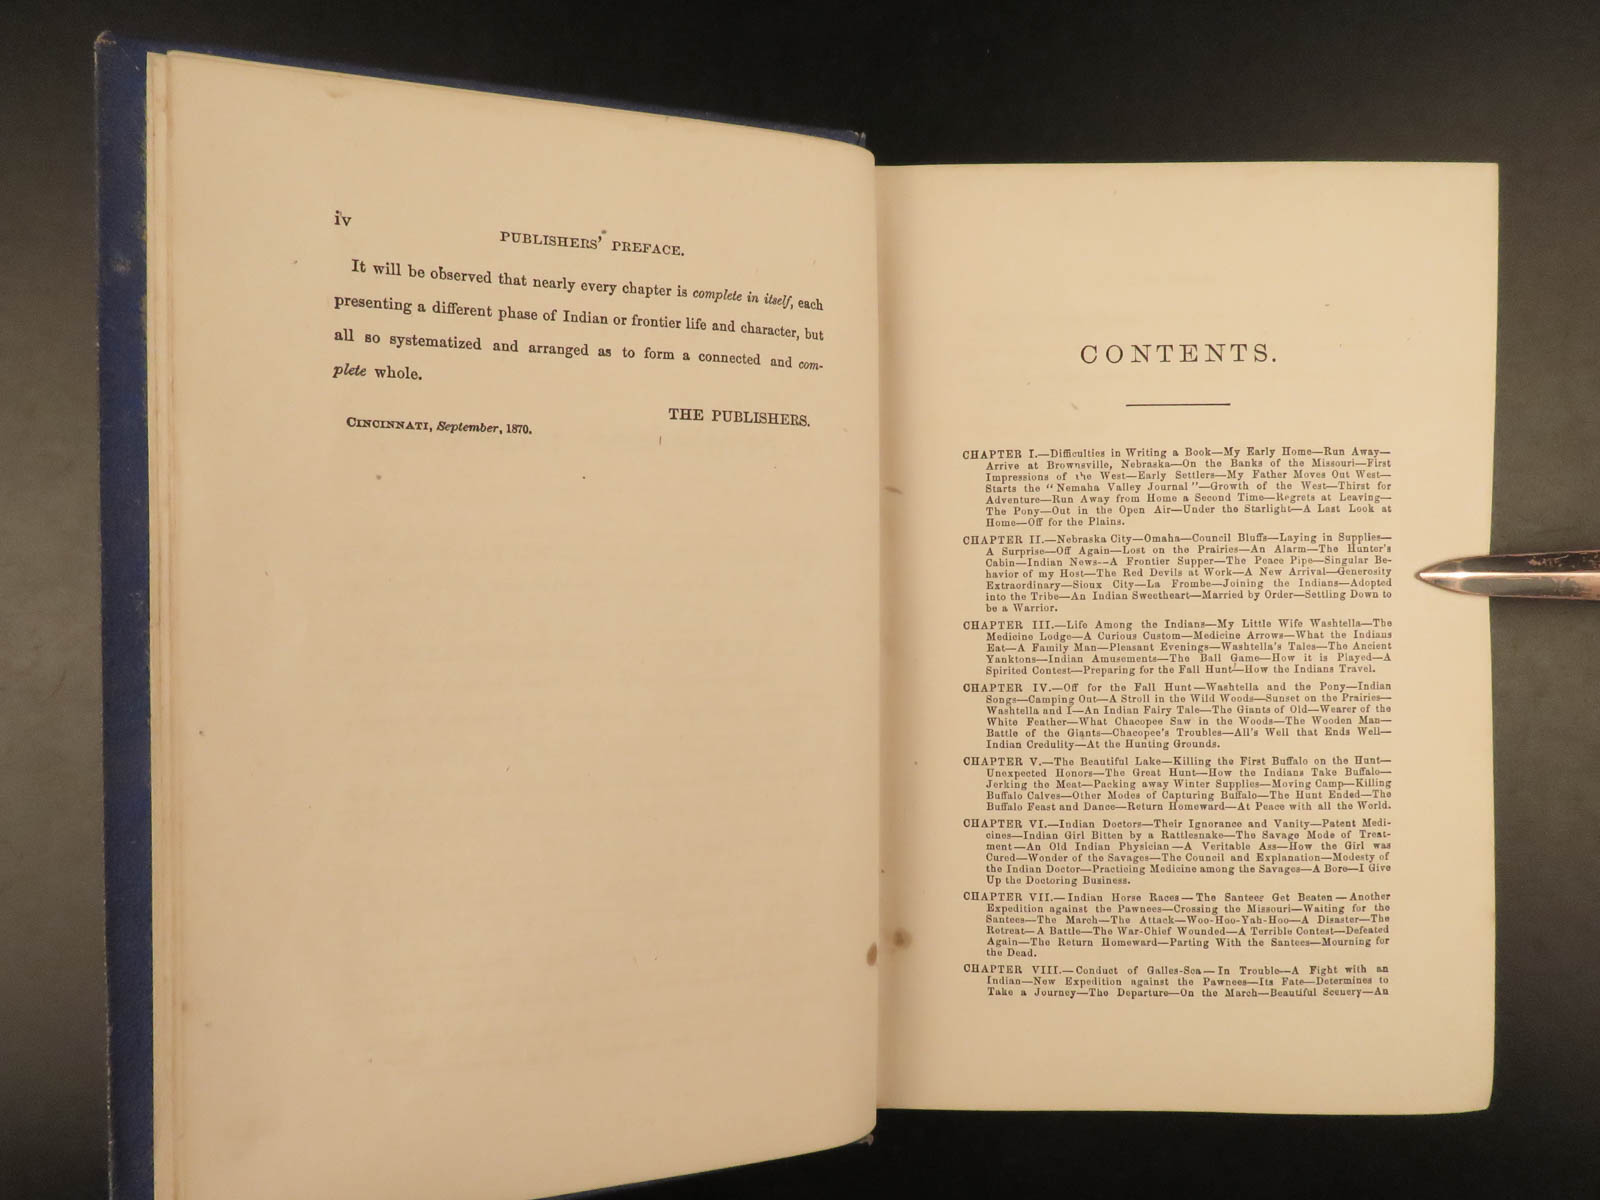 iv
PUBLISHERS' PREFACE.
It will be observed that nearly every chapter is complete in itself, each
presenting a different phase of Indian or frontier life and character, but
all so systematized and arranged as to form a connected and com-
plete whole.
THE PUBLISHERS.
CINCINNATI, September, 1870.
CONTENTS.
CHAPTER I.—Difficulties in Writing a Book—My Early Home—Run Away—
Arrive at Brownsville, Nebraska—On the Banks of the Missouri—First
Impressions of the West—Early Settlers—My Father Moves Out West—
Starts the "Nemaha Valley Journal"—Growth of the West—Thirst for
Adventure—Run Away from Home a Second Time—Regrets at Leaving—
The Pony—Out in the Open Air—Under the Starlight—A Last Look at
Home—Off for the Plains.
CHAPTER II.—Nebraska City—Omaha—Council Bluffs—Laying in Supplies—
A Surprise—Off Again—Lost on the Prairies—An Alarm—The Hunter's
Cabin—Indian News—A Frontier Supper—The Peace Pipe—Singular Be-
havior of my Host—The Red Devils at Work—A New Arrival—Generosity
Extraordinary—Sioux City—La Frombe—Joining the Indians—Adopted
into the Tribe—An Indian Sweetheart—Married by Order—Settling Down to
be a Warrior.
CHAPTER III.—Life Among the Indians—My Little Wife Washtella—The
Medicine Lodge—A Curious Custom—Medicine Arrows—What the Indians
Eat—A Family Man—Pleasant Evenings—Washtella's Tales—The Ancient
Yanktons—Indian Amusements—The Ball Game—How it is Played—A
Spirited Contest—Preparing for the Fall Hunt—How the Indians Travel.
CHAPTER IV.—Off for the Fall Hunt—Washtella and the Pony—Indian
Songs—Camping Out—A Stroll in the Wild Woods—Sunset on the Prairies—
Washtella and I—An Indian Fairy Tale—The Giants of Old—Wearer of the
White Feather—What Chacopee Saw in the Woods—The Wooden Man—
Battle of the Giants—Chacopee's Troubles—All's Well that Ends Well—
Indian Credulity—At the Hunting Grounds.
CHAPTER V.—The Beautiful Lake—Killing the First Buffalo on the Hunt—
Unexpected Honors—The Great Hunt—How the Indians Take Buffalo—
Jerking the Meat—Packing away Winter Supplies—Moving Camp—Killing
Buffalo Calves—Other Modes of Capturing Buffalo—The Hunt Ended—The
Buffalo Feast and Dance—Return Homeward—At Peace with all the World.
CHAPTER VI.—Indian Doctors—Their Ignorance and Vanity—Patent Medi-
cines—Indian Girl Bitten by a Rattlesnake—The Savage Mode of Treat-
ment—An Old Indian Physician—A Veritable Ass—How the Girl was
Cured—Wonder of the Savages—The Council and Explanation—Modesty of
the Indian Doctor—Practicing Medicine among the Savages—A Bore—I Give
Up the Doctoring Business.
CHAPTER VII.—Indian Horse Races—The Santees Get Beaten—Another
Expedition against the Pawnees—Crossing the Missouri—Waiting for the
Santees—The March—The Attack—Woo-Hoo-Yah-Hoo—A Disaster—The
Retreat—A Battle—The War-Chief Wounded—A Terrible Contest—Defeated
Again—The Return Homeward—Parting With the Santees—Mourning for
the Dead.
CHAPTER VIII.—Conduct of Galles-Sca—In Trouble—A Fight with an
Indian—New Expedition against the Pawnees—Its Fate—Determines to
Take a Journey—The Departure—On the March—Beautiful Scenery—An